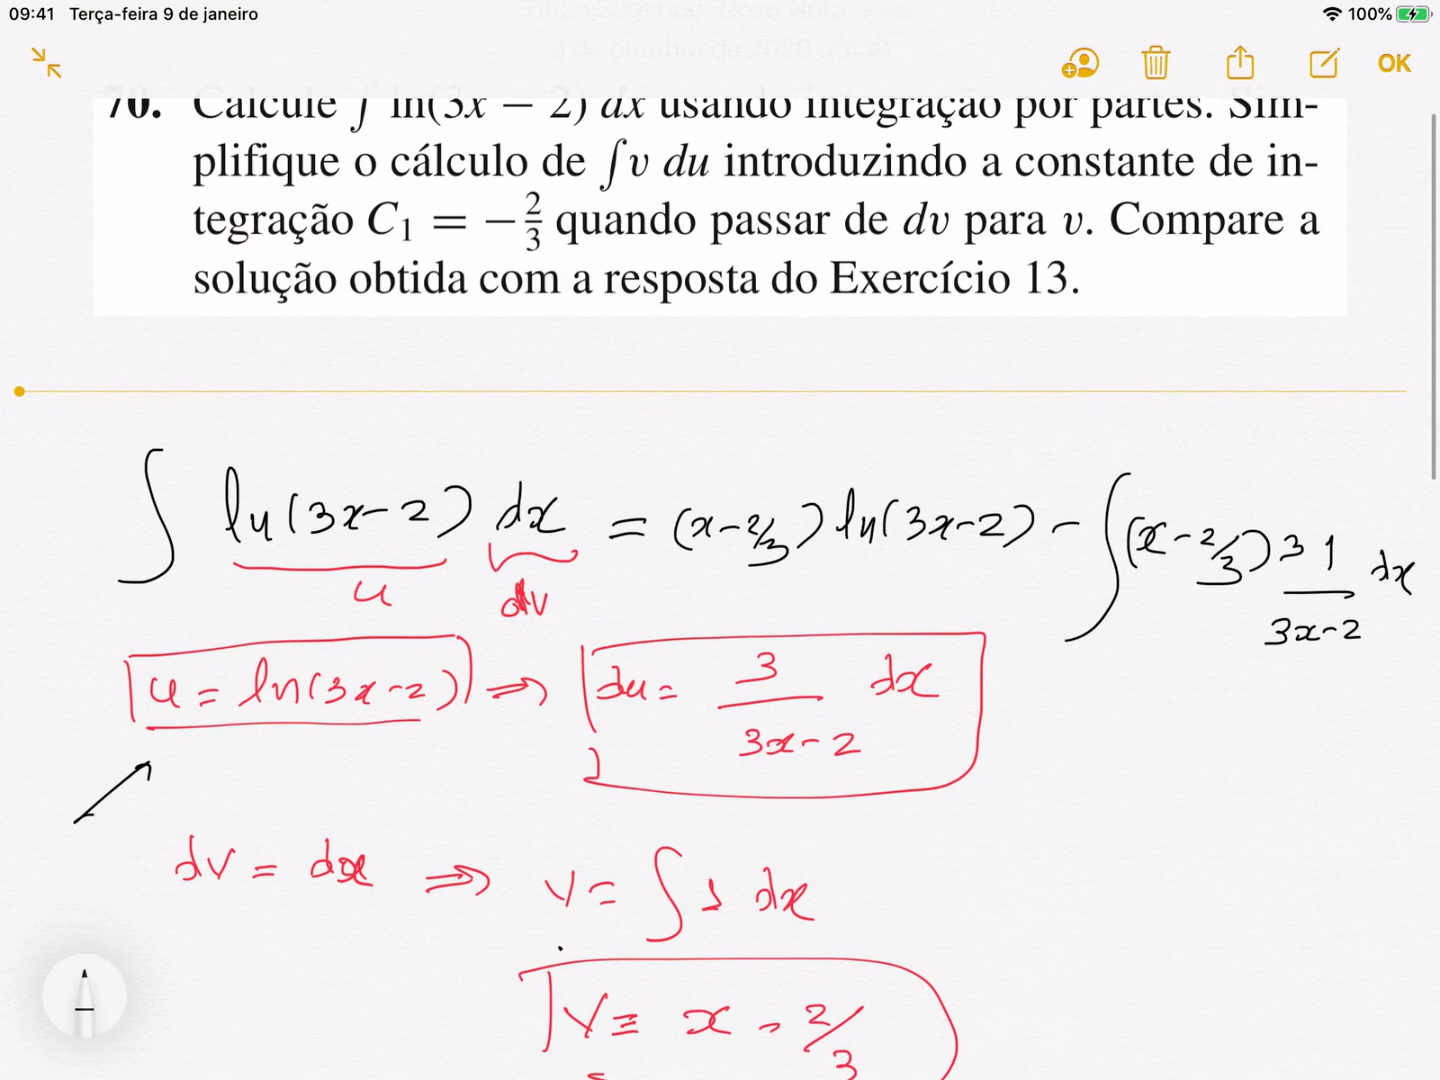 09:41 Terça-feira 9 de janeiro
100%
OK
70. Calcule ∫ ln(3x − 2) dx usando integração por partes. Sim-
plifique o cálculo de ∫v du introduzindo a constante de in-
tegração C₁ = −2/3 quando passar de dv para v. Compare a
solução obtida com a resposta do Exercício 13.
∫ ln(3x-2) dx = (x-2/3) ln(3x-2) - ∫(x-2/3) 3 1/(3x-2) dx
u dv
u = ln(3x-2) ⇒ du = 3/(3x-2) dx
dv = dx ⇒ v = ∫ 1 dx
v = x - 2/3